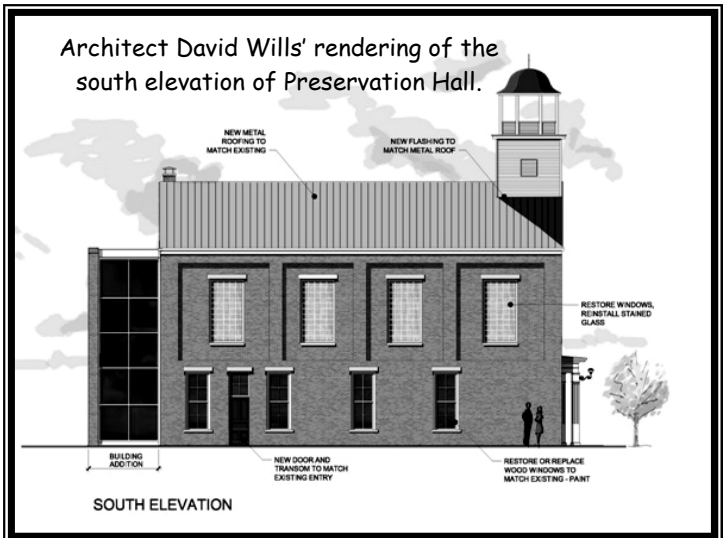 Architect David Wills' rendering of the
south elevation of Preservation Hall.
NEW METAL
ROOFING TO
MATCH EXISTING
NEW FLASHING TO
MATCH METAL ROOF
RESTORE WINDOWS,
REINSTALL STAINED
GLASS
BUILDING
ADDITION
NEW DOOR AND
TRANSOM TO MATCH
EXISTING ENTRY
RESTORE OR REPLACE
WOOD WINDOWS TO
MATCH EXISTING - PAINT
SOUTH ELEVATION